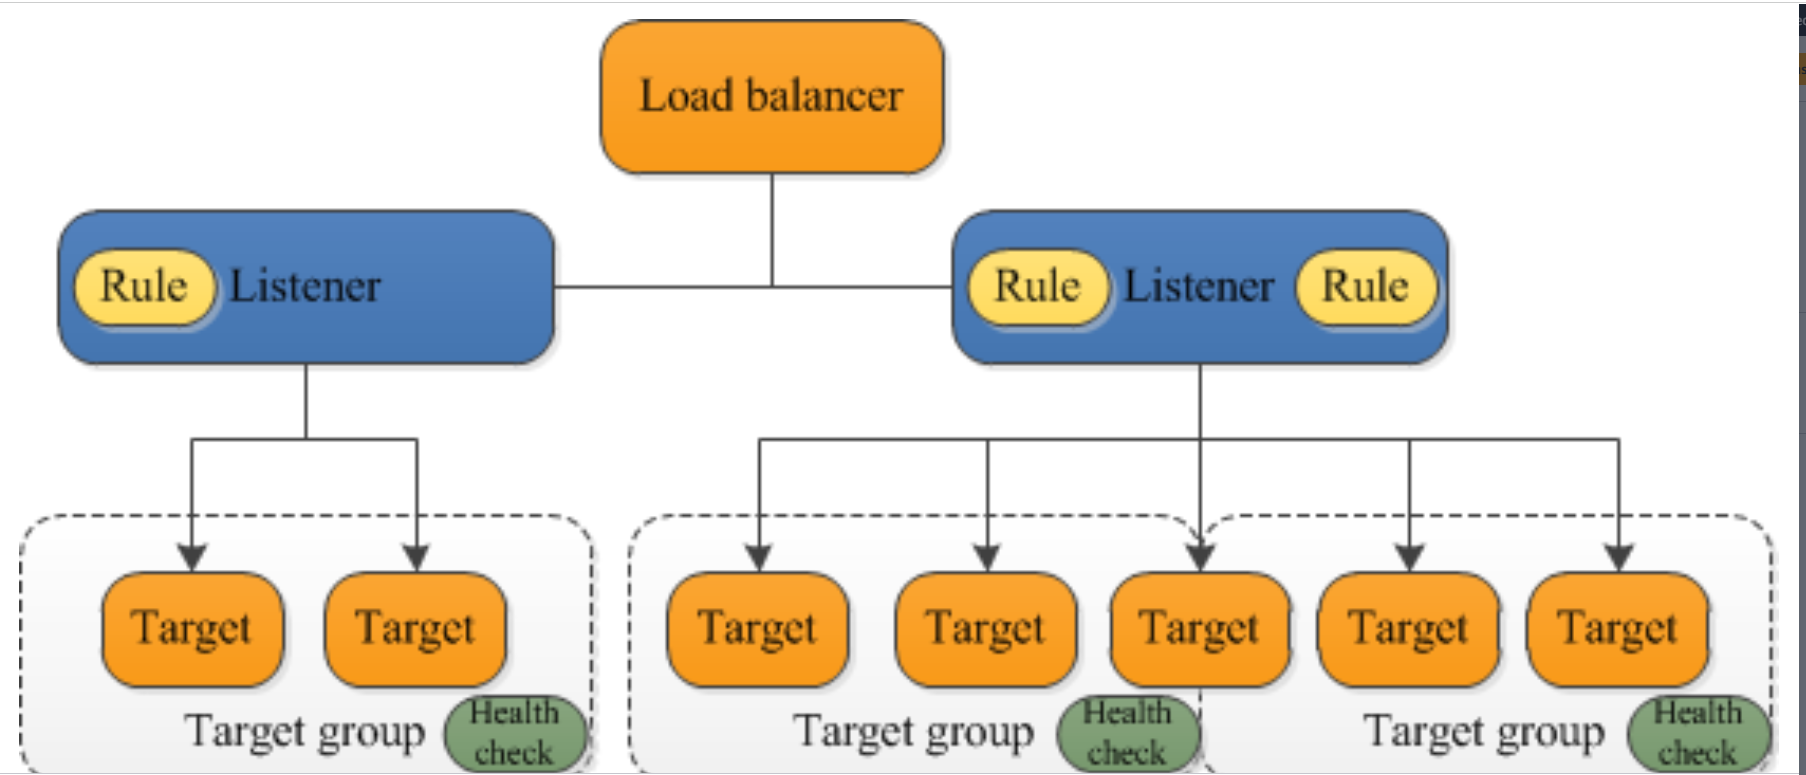 Load balancer
Rule Listener
Rule Listener Rule
Target Target Target Target Target Target Target
Target group
Health
check
Target group
Health
check
Target group
Health
check